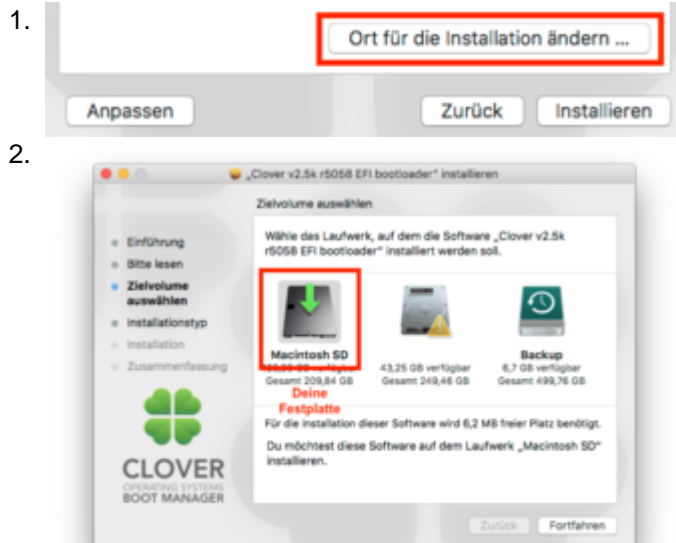 1.
Ort für die Installation ändern ...
Anpassen
Zurück
Installieren
2.
„Clover v2.5k r5058 EFI bootloader“ installieren
Zielvolume auswählen
Einführung
Bitte lesen
Zielvolume
auswählen
Installationstyp
Installation
Zusammenfassung
Wähle das Laufwerk, auf dem die Software „Clover v2.5k
r5058 EFI bootloader“ installiert werden
soll.
Macintosh SD
verfügbar
Gesamt 209,84 GB
43,25 GB verfügbar
Gesamt 249,46 GB
Backup
6,7 GB verfügbar
Gesamt 499,76 GB
Deine
Festplatte
Für die Installation dieser Software wird 6,2 MB freier Platz benötigt.
Du möchtest diese Software auf dem Laufwerk „Macintosh SD“
installieren.
CLOVER
OPERATING SYSTEMS
BOOT MANAGER
Zurück
Fortfahren